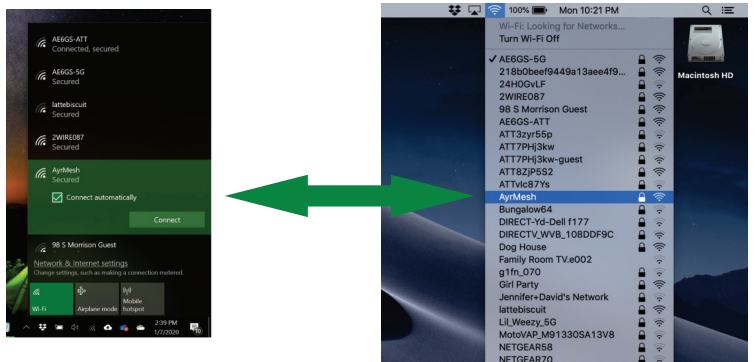 AE6GS-ATT
Connected, secured
AE6GS-5G
Secured
lattebiscuit
Secured
2WIRE087
Secured
AyrMesh
Secured
Connect automatically
Connect
98 S Morrison Guest
Network & Internet settings
Change settings, such as making a connection metered.
Wi-Fi
Airplane mode
Mobile
hotspot
2:39 PM
1/7/2020
100% Mon 10:21 PM
Wi-Fi: Looking for Networks...
Turn Wi-Fi Off
AE6GS-5G
218b0beef9449a13aee4f9...
24H0GvLF
2WIRE087
98 S Morrison Guest
AE6GS-ATT
ATT3zyr55p
ATT7PHj3kw
ATT7PHj3kw-guest
ATT8ZjP5S2
ATTvIc87Ys
AyrMesh
Bungalow64
DIRECT-Yd-Dell f177
DIRECTV_WVB_108DDF9C
Dog House
Family Room TV.e002
g1fn_070
Girl Party
Jennifer+David's Network
lattebiscuit
Lil_Weezy_5G
MotoVAP_M91330SA13V8
NETGEAR58
NETGEAR70
Macintosh HD